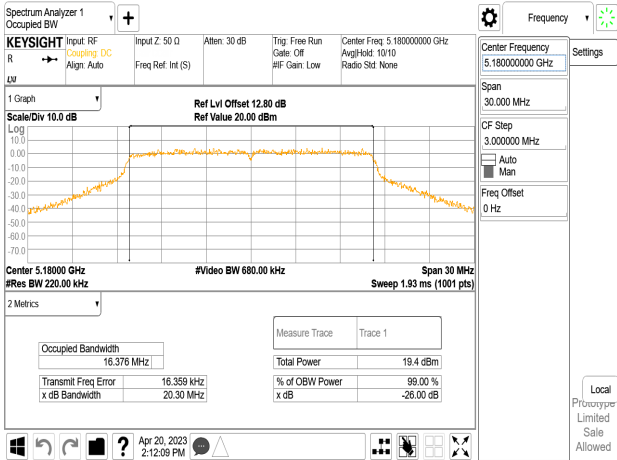 Spectrum Analyzer 1
Occupied BW
Frequency
KEYSIGHT Input: RF Input Z: 50 Ω Atten: 30 dB Trig: Free Run Center Freq: 5.180000000 GHz
R Coupling: DC Gate: Off Avg|Hold: 10/10
Align: Auto Freq Ref: Int (S) #IF Gain: Low Radio Std: None
LXI
Center Frequency
5.180000000 GHz
Settings
Span
30.000 MHz
CF Step
3.000000 MHz
Auto
Man
Freq Offset
0 Hz
1 Graph
Ref Lvl Offset 12.80 dB
Scale/Div 10.0 dB Ref Value 20.00 dBm
Log
10.0
0.00
-10.0
-20.0
-30.0
-40.0
-50.0
-60.0
-70.0
Center 5.18000 GHz #Video BW 680.00 kHz Span 30 MHz
#Res BW 220.00 kHz Sweep 1.93 ms (1001 pts)
2 Metrics
Measure Trace Trace 1
Occupied Bandwidth
16.376 MHz Total Power 19.4 dBm
Transmit Freq Error 16.359 kHz % of OBW Power 99.00 %
x dB Bandwidth 20.30 MHz x dB -26.00 dB
Local
Prototype
Limited
Sale
Allowed
? Apr 20, 2023
2:12:09 PM